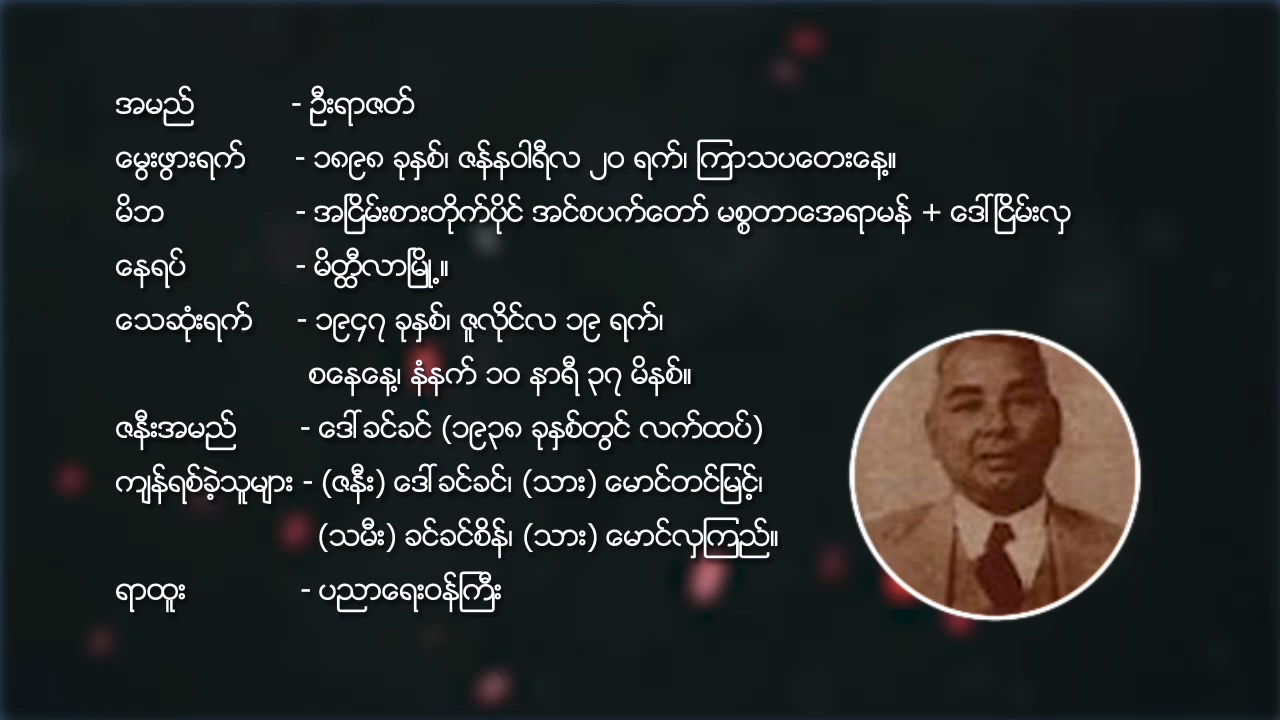 အမည် - ဦးရာဇတ်
မွေးဖွားရက် - ၁၈၉၈ ခုနှစ်၊ ဇန်နဝါရီလ ၂၀ ရက်၊ ကြာသပတေးနေ့။
မိဘ - အငြိမ်းစားတိုက်ပိုင် အင်စပက်တော် မစ္စတာအေရာမန် + ဒေါ်ငြိမ်းလှ
နေရပ် - မိတ္ထီလာမြို့။
သေဆုံးရက် - ၁၉၄၇ ခုနှစ်၊ ဇူလိုင်လ ၁၉ ရက်၊
စနေနေ့၊ နံနက် ၁၀ နာရီ ၃၇ မိနစ်။
ဇနီးအမည် - ဒေါ်ခင်ခင် (၁၉၃၈ ခုနှစ်တွင် လက်ထပ်)
ကျန်ရစ်ခဲ့သူများ - (ဇနီး) ဒေါ်ခင်ခင်၊ (သား) မောင်တင်မြင့်၊
(သမီး) ခင်ခင်စိန်၊ (သား) မောင်လှကြည်။
ရာထူး - ပညာရေးဝန်ကြီး